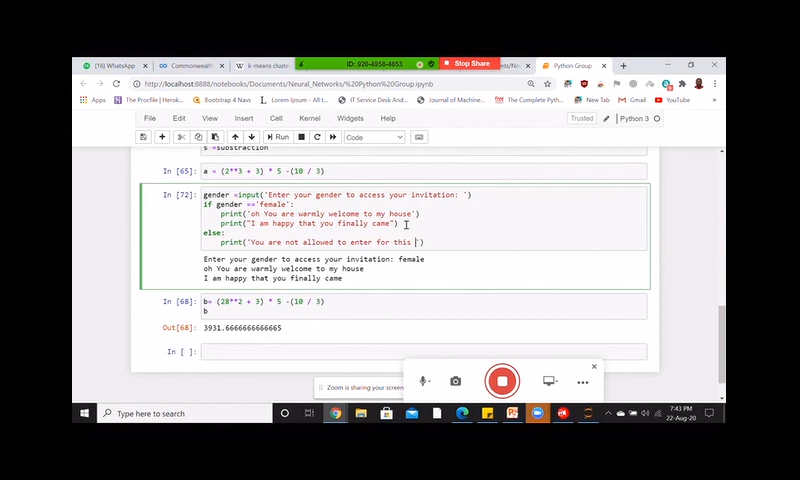 (16) WhatsApp
Commonwealth
k-means cluster
ID: 920-4958-4653
Stop Share
ocuments/Ne
Python Group
http://localhost:8888/notebooks/Documents/Neural_Networks/%20Python%20Group.ipynb
Apps
The Procfile | Herok...
Bootstrap 4 Navs
Lorem Ipsum - All t...
IT Service Desk And...
Journal of Machine...
The Complete Pyth...
New Tab
Gmail
YouTube
File
Edit
View
Insert
Cell
Kernel
Widgets
Help
Trusted
Python 3
Run
Code
s =substraction
In [65]
a = (2**3 + 3) * 5 -(10 / 3)
In [72]
gender =input('Enter your gender to access your invitation: ')
if gender =='female':
print('oh You are warmly welcome to my house')
print("I am happy that you finally came")
else:
print('You are not allowed to enter for this ')
Enter your gender to access your invitation: female
oh You are warmly welcome to my house
I am happy that you finally came
In [68]
b= (28**2 + 3) * 5 -(10 / 3)
b
Out[68]
3931.6666666666665
In [ ]
Zoom is sharing your screen
Type here to search
7:43 PM
22-Aug-20